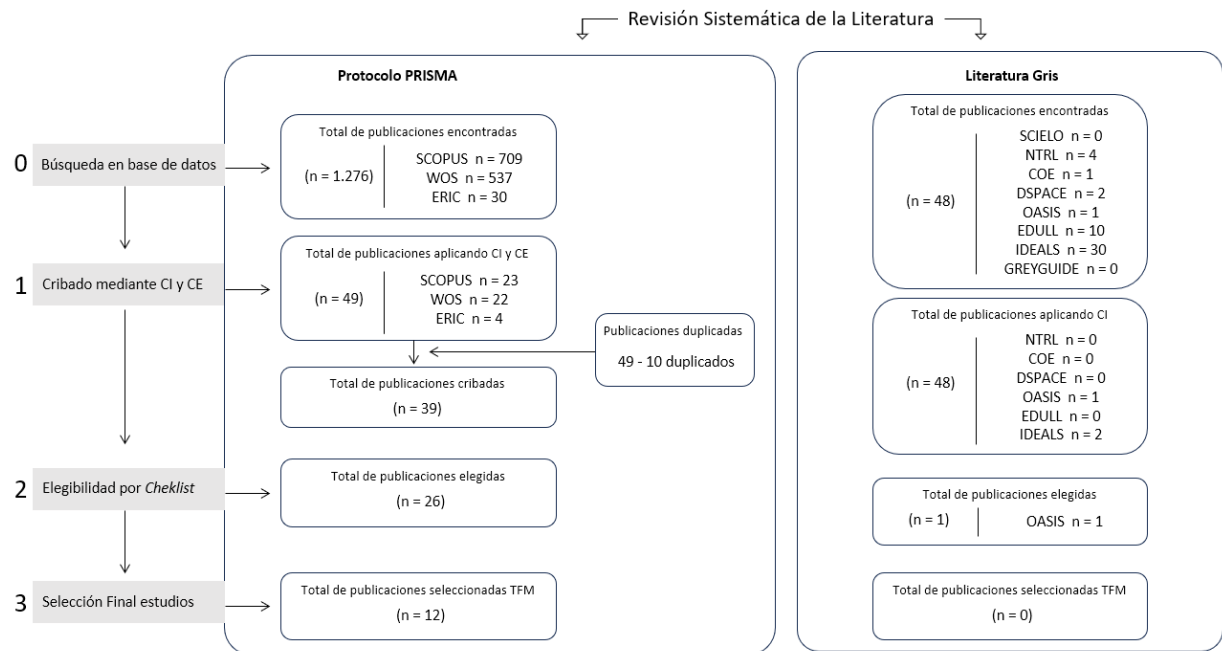 Revisión Sistemática de la Literatura
Protocolo PRISMA
Literatura Gris
0 Búsqueda en base de datos
Total de publicaciones encontradas
(n = 1.276)
SCOPUS n = 709
WOS n = 537
ERIC n = 30
Total de publicaciones encontradas
(n = 48)
SCIELO n = 0
NTRL n = 4
COE n = 1
DSPACE n = 2
OASIS n = 1
EDULL n = 10
IDEALS n = 30
GREYGUIDE n = 0
1 Cribado mediante CI y CE
Total de publicaciones aplicando CI y CE
(n = 49)
SCOPUS n = 23
WOS n = 22
ERIC n = 4
Publicaciones duplicadas
49 - 10 duplicados
Total de publicaciones cribadas
(n = 39)
Total de publicaciones aplicando CI
(n = 48)
NTRL n = 0
COE n = 0
DSPACE n = 0
OASIS n = 1
EDULL n = 0
IDEALS n = 2
2 Elegibilidad por Cheklist
Total de publicaciones elegidas
(n = 26)
Total de publicaciones elegidas
(n = 1)
OASIS n = 1
3 Selección Final estudios
Total de publicaciones seleccionadas TFM
(n = 12)
Total de publicaciones seleccionadas TFM
(n = 0)